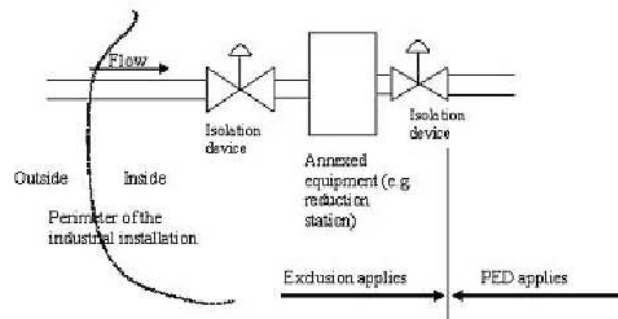 Flow
Isolation
device
Isolation
device
Annexed
equipment (e.g
reduction
station)
Outside
Inside
Perimeter of the
industrial installation
Exclusion applies
PED applies